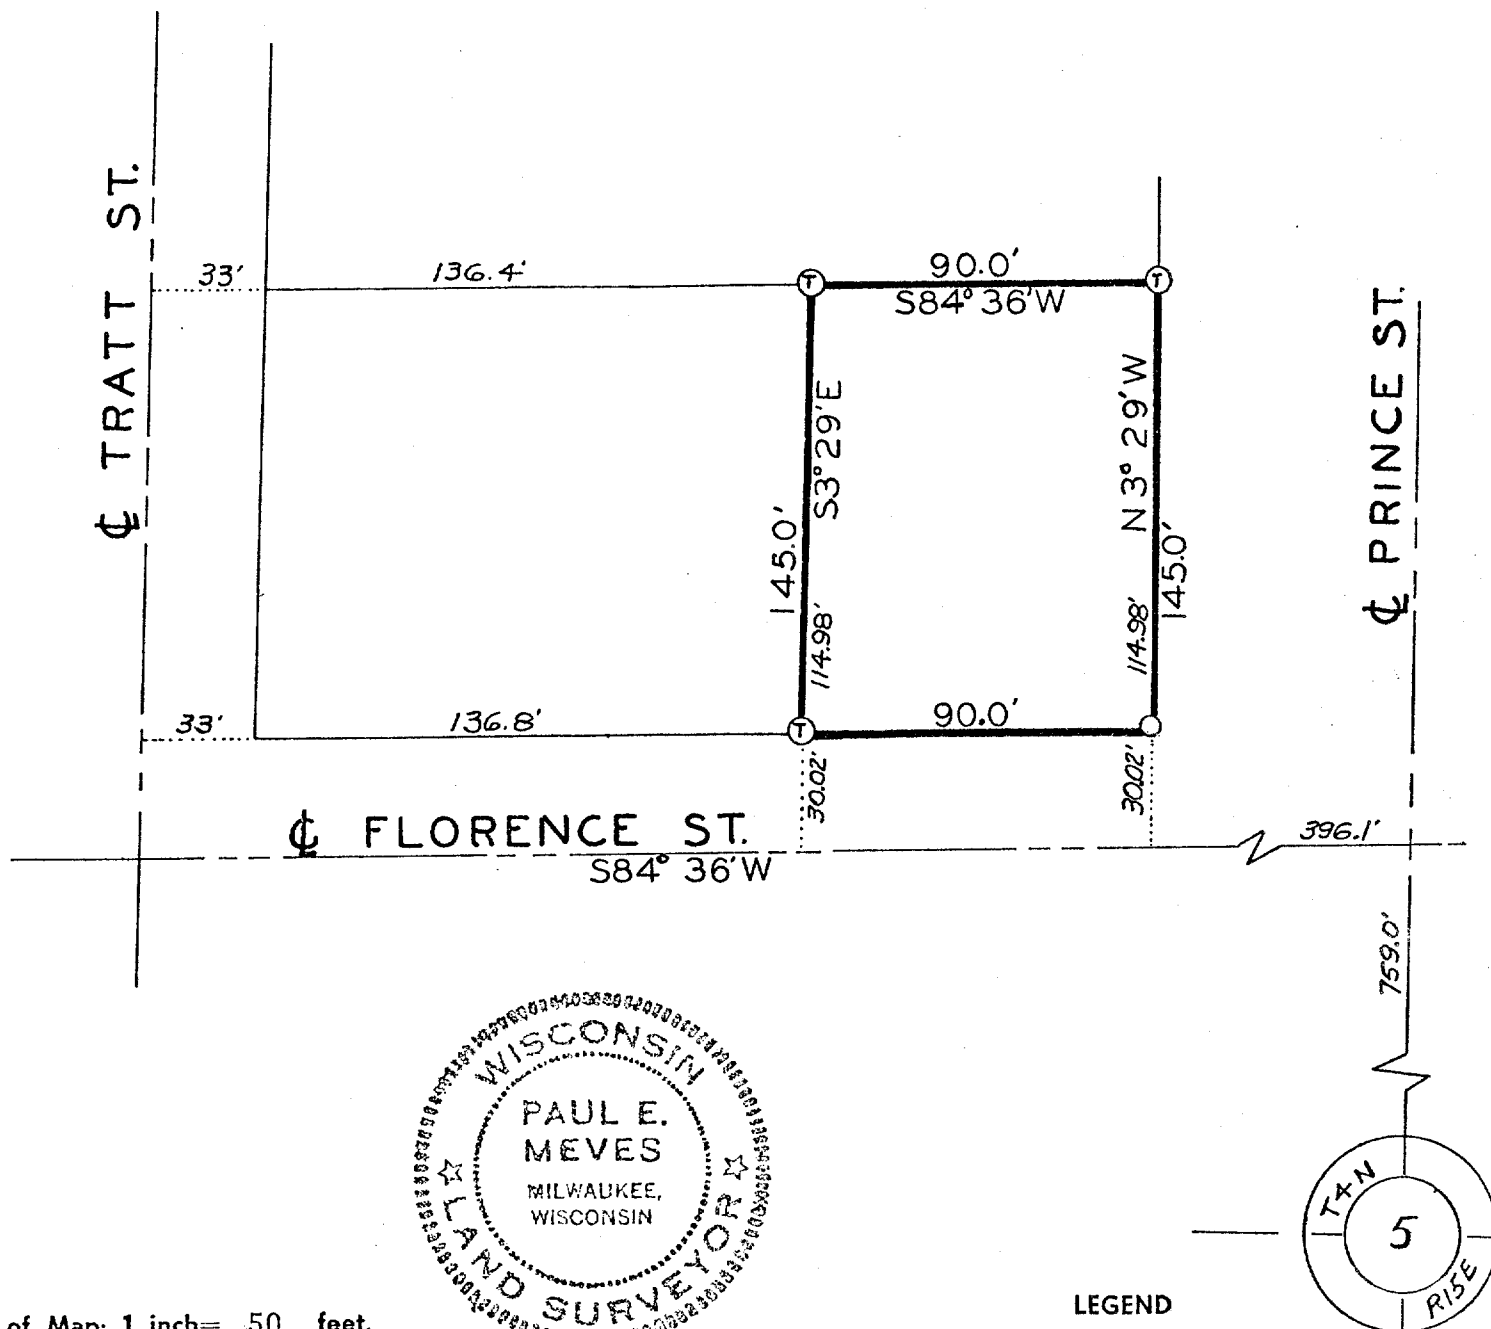 ℄ TRATT ST.
33'
136.4'
90.0'
S84° 36'W
S3° 29'E
145.0'
114.98'
N 3° 29' W
145.0'
114.98'
℄ PRINCE ST.
33'
136.8'
90.0'
30.02'
30.02'
℄ FLORENCE ST.
S84° 36' W
396.1'
759.0'
WISCONSIN
PAUL E.
MEVES
MILWAUKEE,
WISCONSIN
LAND SURVEYOR
T4N
5
R15E
LEGEND
of Map: 1 inch= 50 feet.
T
T
T